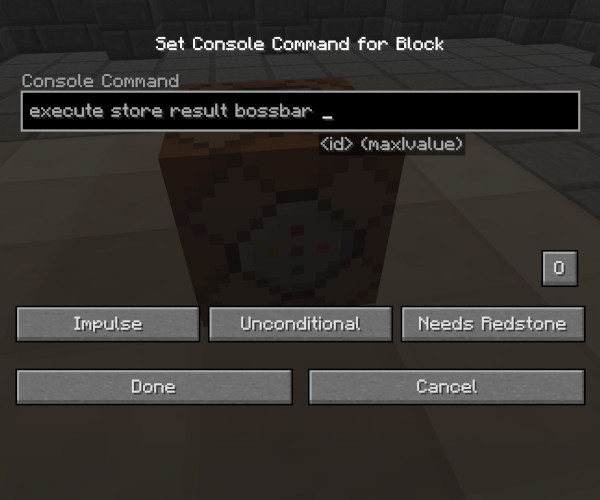 Set Console Command for Block
Console Command
execute store result bossbar _
<id> (max|value)
O
Impulse
Unconditional
Needs Redstone
Done
Cancel